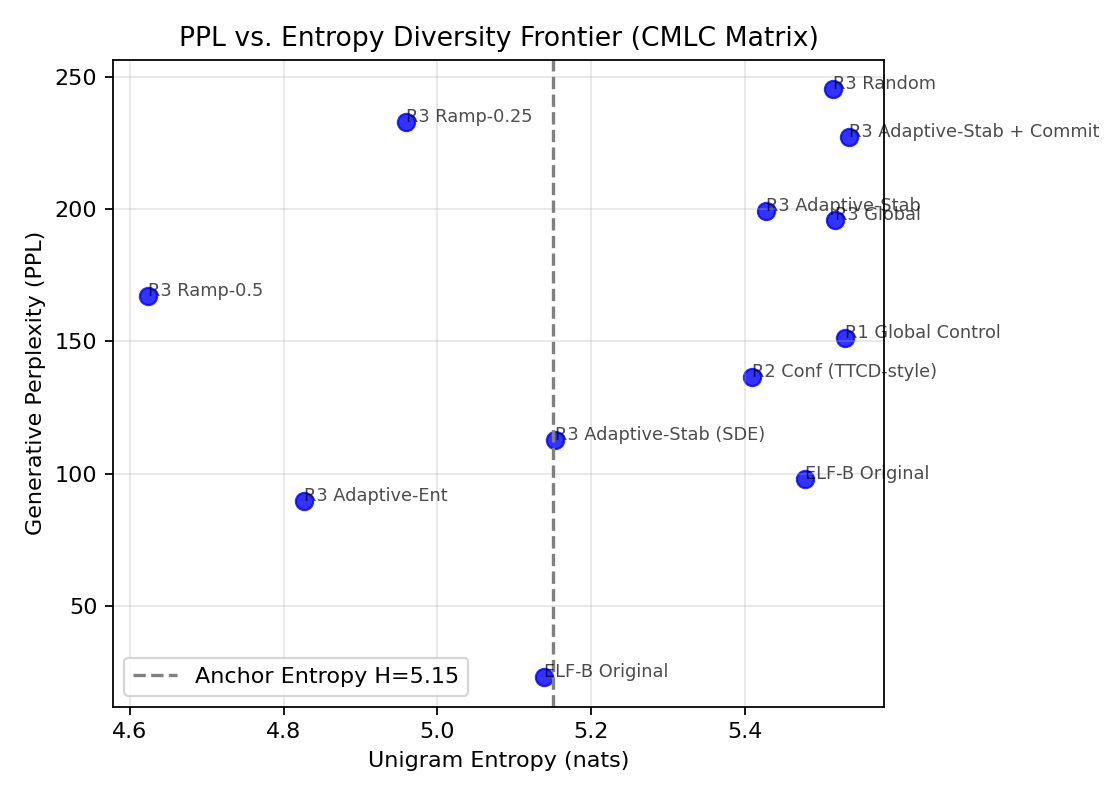 PPL vs. Entropy Diversity Frontier (CMLC Matrix)
Generative Perplexity (PPL)
250
200
150
100
50
R3 Random
R3 Ramp-0.25
R3 Adaptive-Stab + Commit
R3 Adaptive-Stab
R3 Global
R3 Ramp-0.5
R1 Global Control
R2 Conf (TTCD-style)
R3 Adaptive-Stab (SDE)
ELF-B Original
R3 Adaptive-Ent
ELF-B Original
Anchor Entropy H=5.15
4.6 4.8 5.0 5.2 5.4
Unigram Entropy (nats)